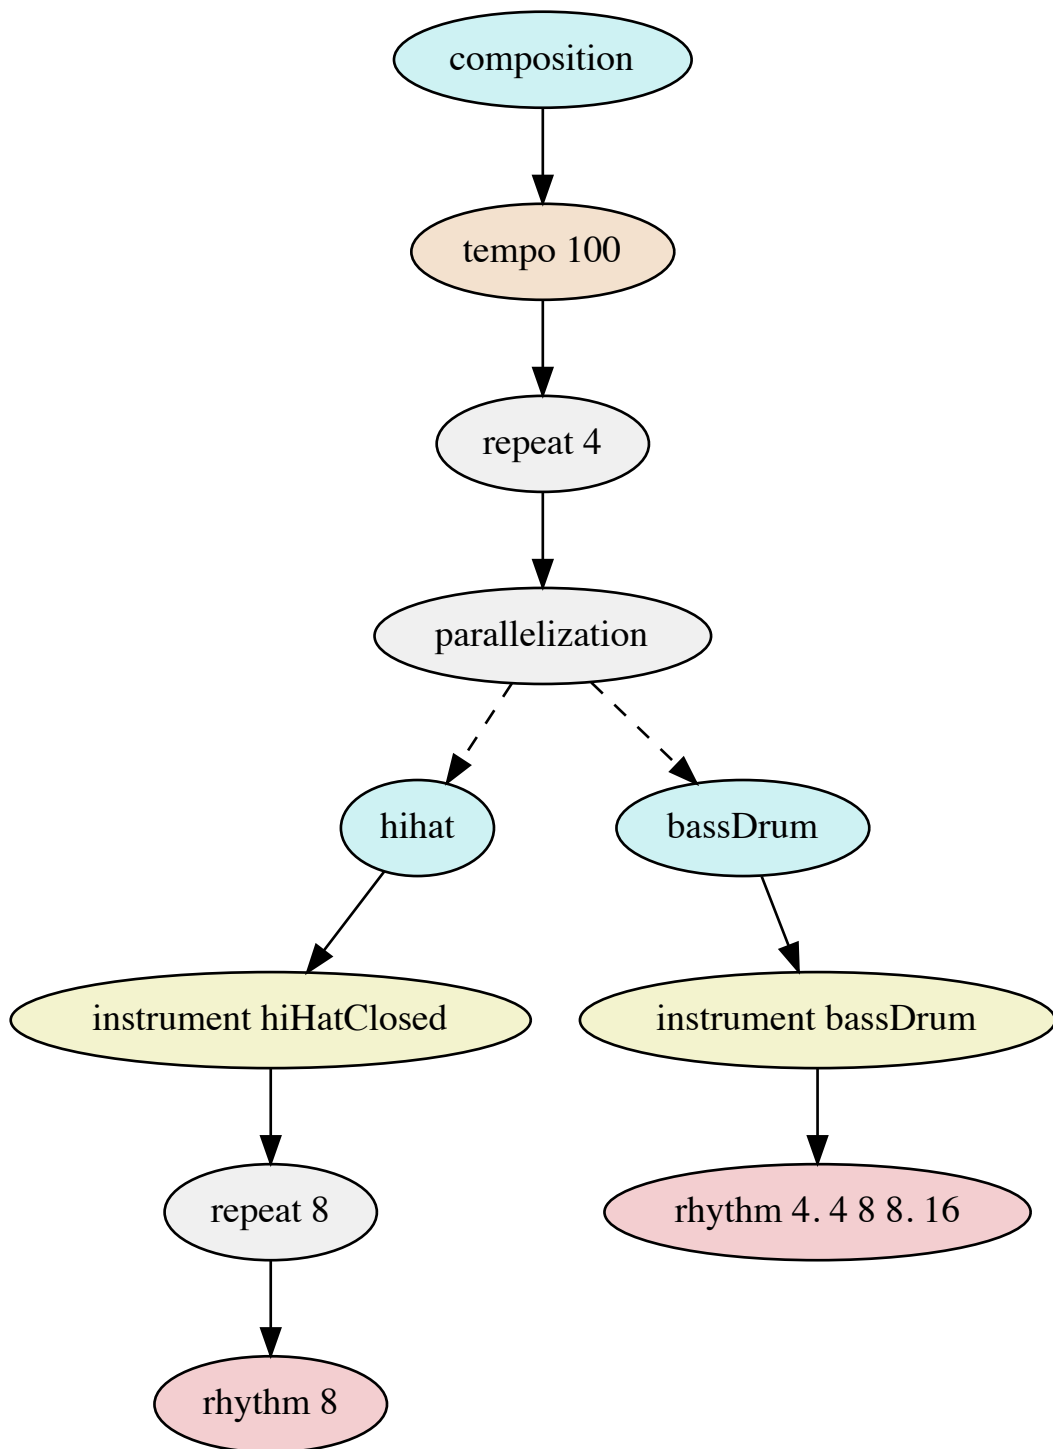 composition
tempo 100
repeat 4
parallelization
hihat
bassDrum
instrument hiHatClosed
instrument bassDrum
repeat 8
rhythm 4. 4 8 8. 16
rhythm 8